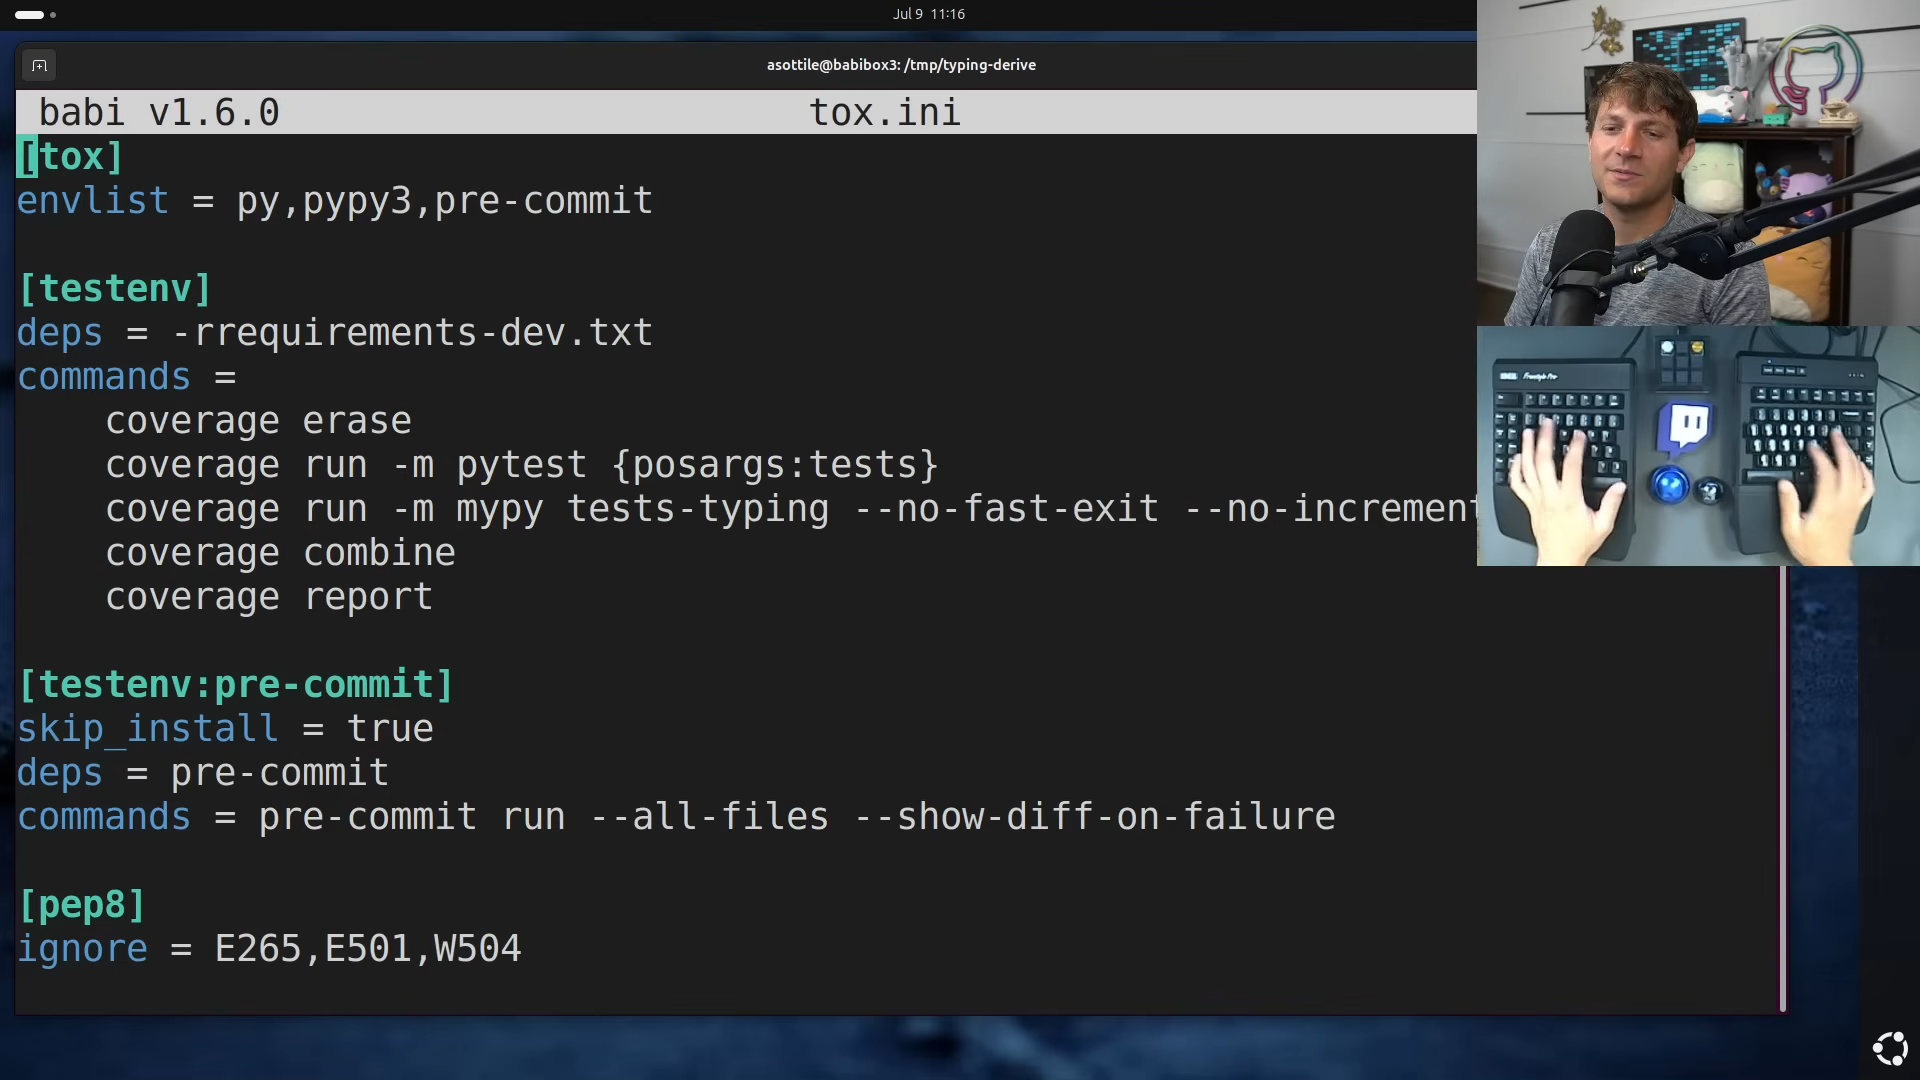 Jul 9 11:16
asottile@babibox3: /tmp/typing-derive
babi v1.6.0 tox.ini
[tox]
envlist = py,pypy3,pre-commit
[testenv]
deps = -rrequirements-dev.txt
commands =
coverage erase
coverage run -m pytest {posargs:tests}
coverage run -m mypy tests-typing --no-fast-exit --no-increment
coverage combine
coverage report
[testenv:pre-commit]
skip_install = true
deps = pre-commit
commands = pre-commit run --all-files --show-diff-on-failure
[pep8]
ignore = E265,E501,W504